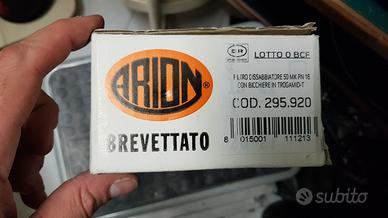 ARION®
BREVETTATO
LOTTO 0 BCF
FILTRO DISSABBIATORE 50 MK PN 16
CON BICCHIERE IN TROGAMID-T
COD. 295.920
8 015001 111213
subito